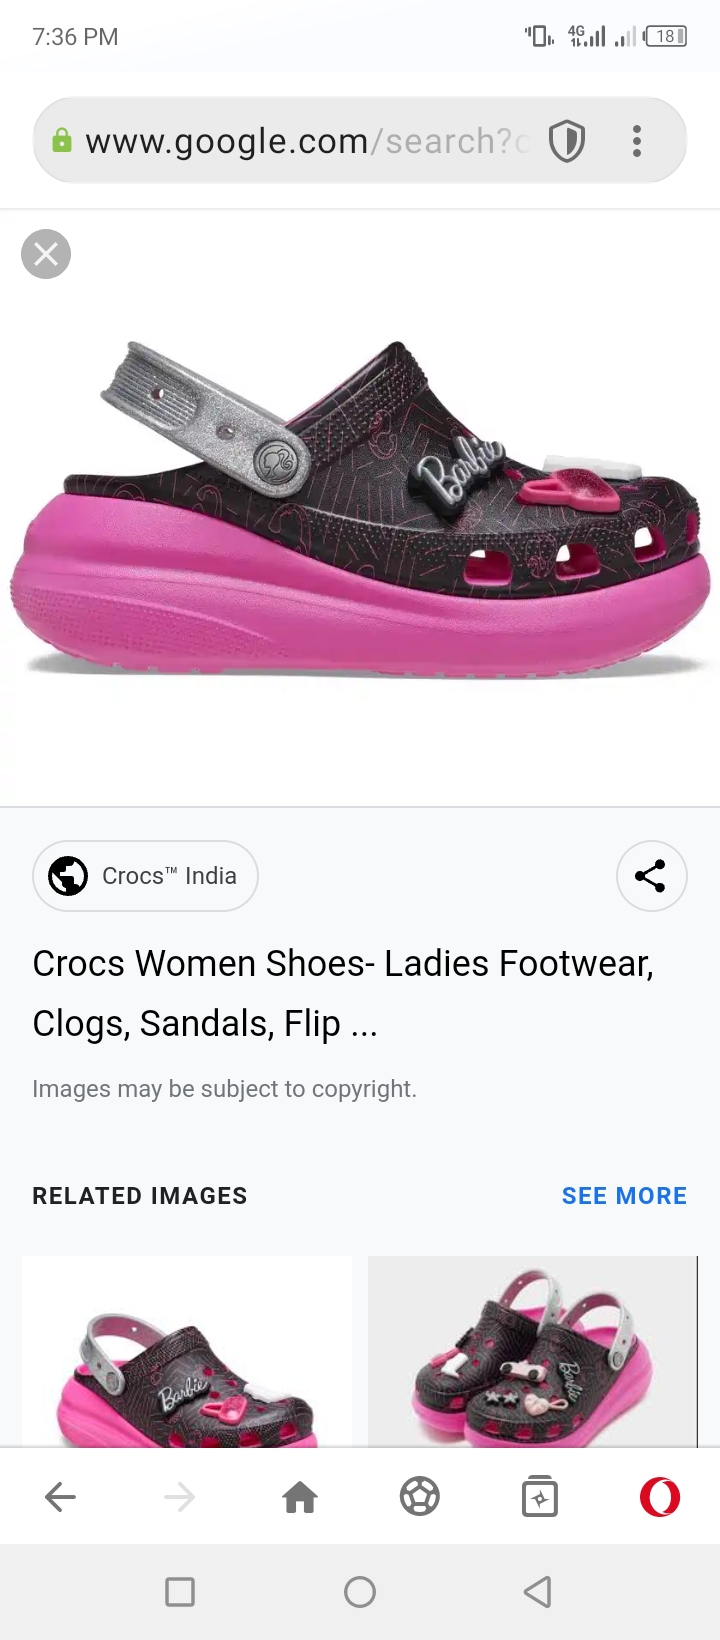 7:36 PM
4G
18
www.google.com/search?c
Barbie
Crocs™ India
Crocs Women Shoes- Ladies Footwear,
Clogs, Sandals, Flip ...
Images may be subject to copyright.
RELATED IMAGES
SEE MORE
Barbie
Barbie